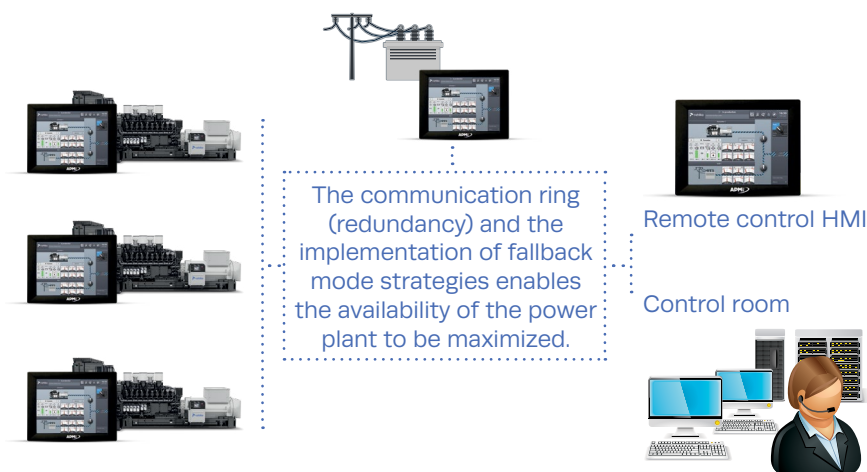 The communication ring
(redundancy) and the
implementation of fallback
mode strategies enables
the availability of the power
plant to be maximized.
Remote control HMI
Control room